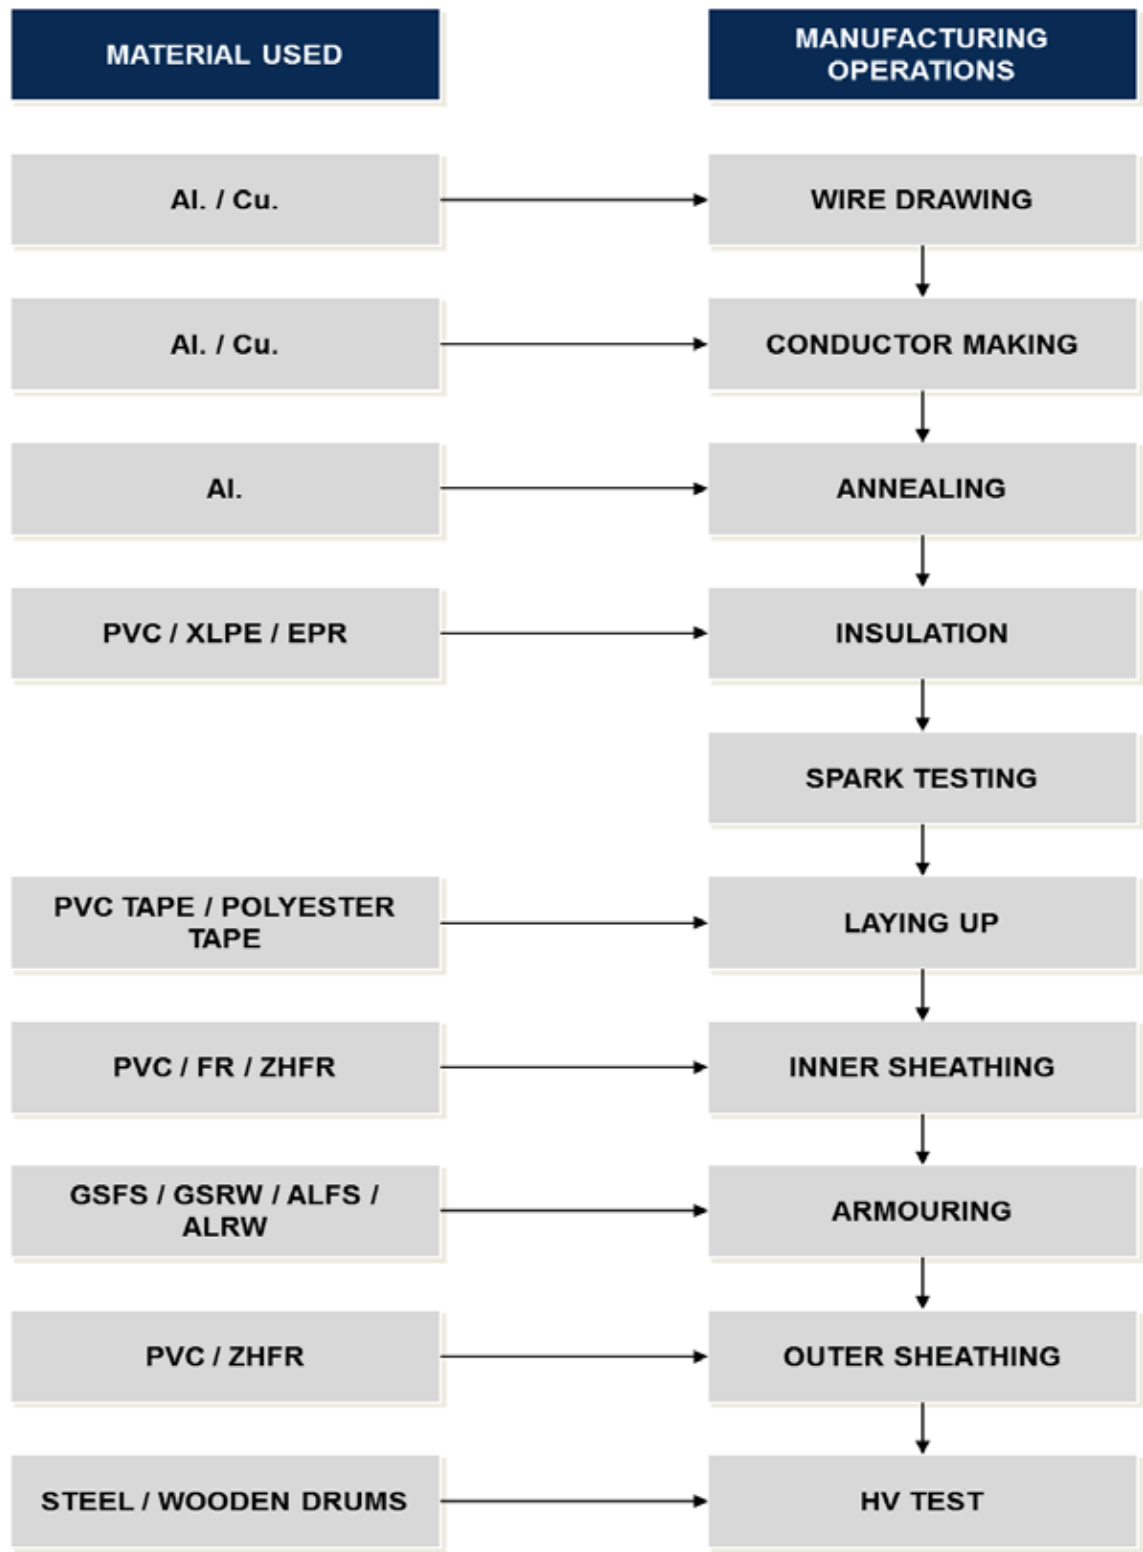 MATERIAL USED
MANUFACTURING
OPERATIONS
Al. / Cu.
WIRE DRAWING
Al. / Cu.
CONDUCTOR MAKING
Al.
ANNEALING
PVC / XLPE / EPR
INSULATION
SPARK TESTING
PVC TAPE / POLYESTER
TAPE
LAYING UP
PVC / FR / ZHFR
INNER SHEATHING
GSFS / GSRW / ALFS /
ALRW
ARMOURING
PVC / ZHFR
OUTER SHEATHING
STEEL / WOODEN DRUMS
HV TEST